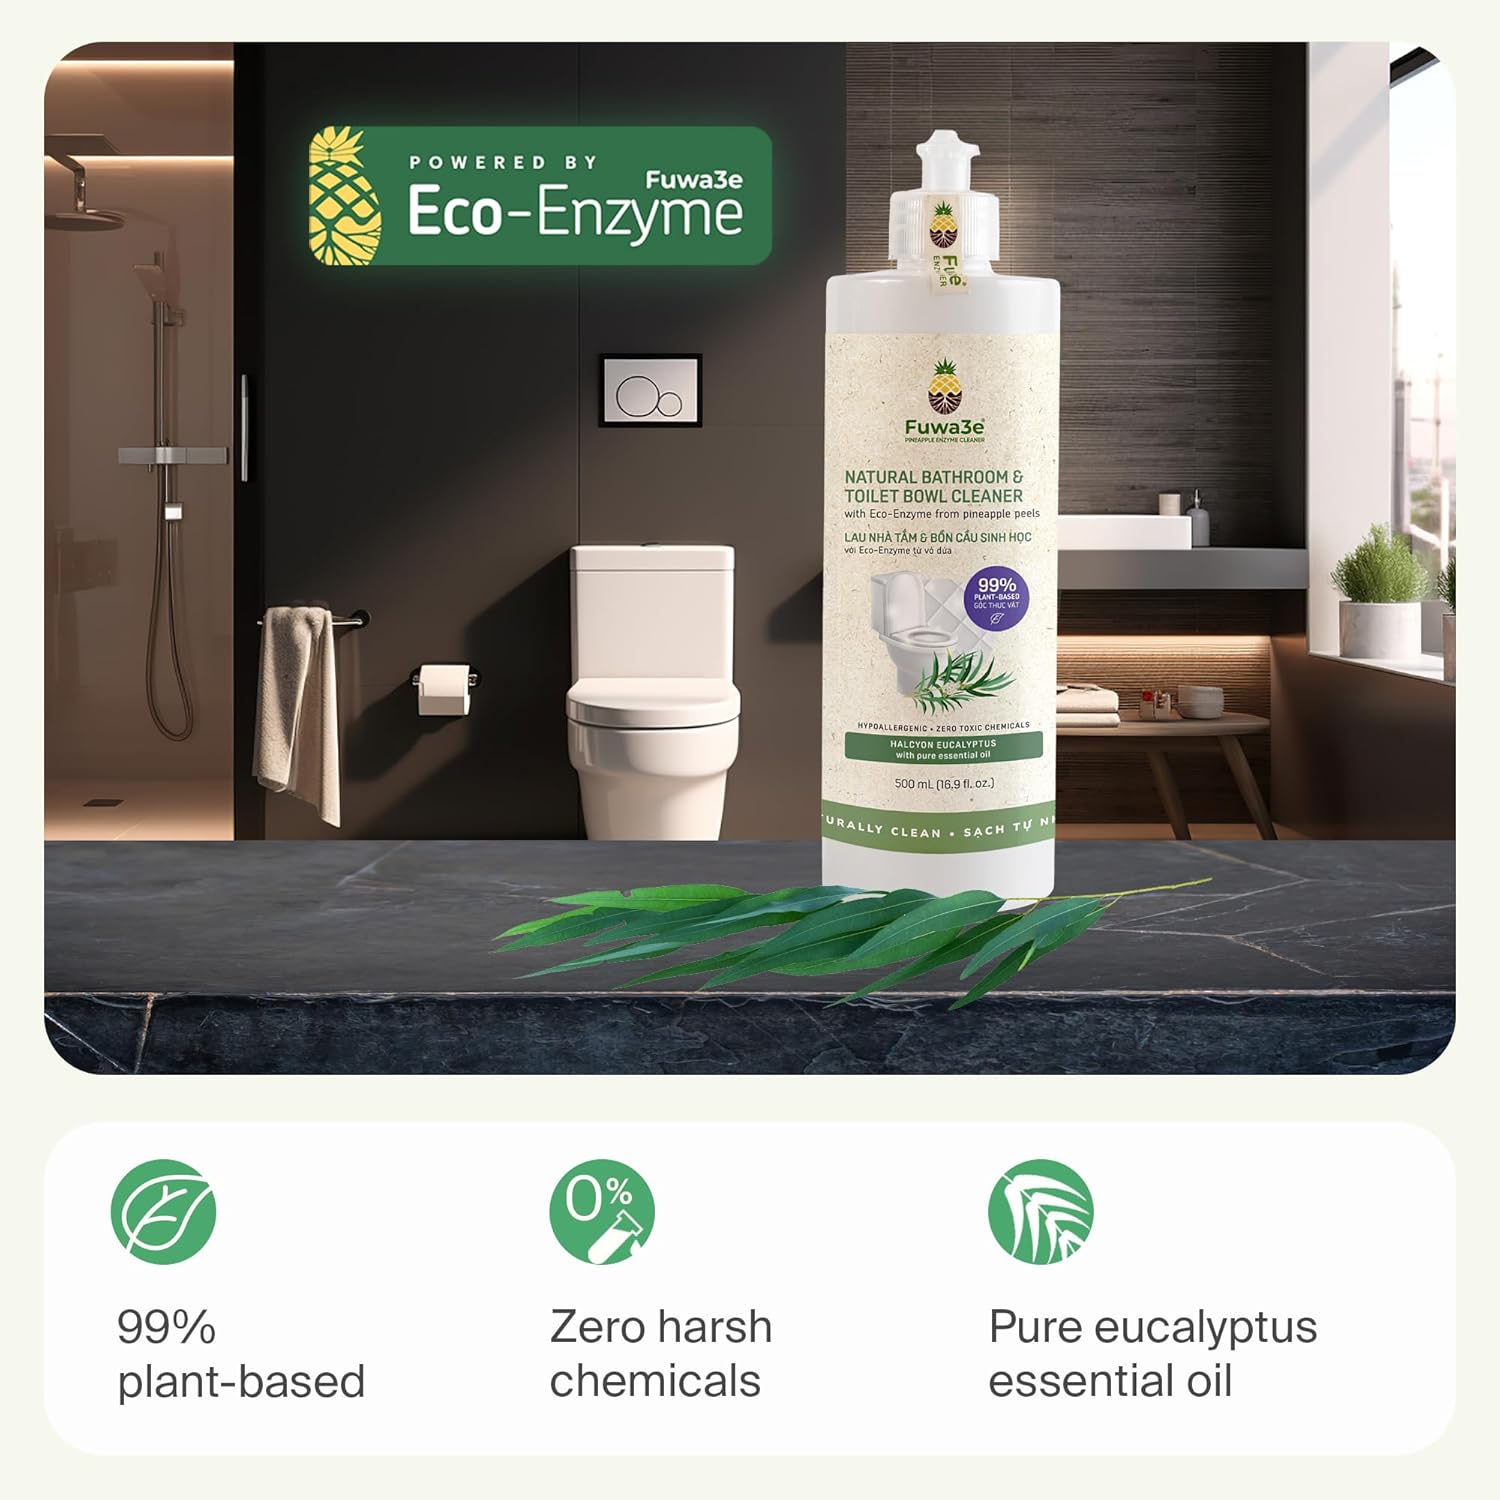 POWERED BY
Fuwa3e
Eco-Enzyme
Fuwa3e
PINEAPPLE ENZYME CLEANER
NATURAL BATHROOM &
TOILET BOWL CLEANER
with Eco-Enzyme from pineapple peels
LAU NHÀ TẮM & BỒN CẦU SINH HỌC
với Eco-Enzyme từ vỏ dứa
99%
PLANT-BASED
GỐC THỰC VẬT
HYPOALLERGENIC • ZERO TOXIC CHEMICALS
HALCYON EUCALYPTUS
with pure essential oil
500 mL (16.9 fl. oz.)
URALLY CLEAN • SẠCH TỰ N
99%
plant-based
0%
Zero harsh
chemicals
Pure eucalyptus
essential oil